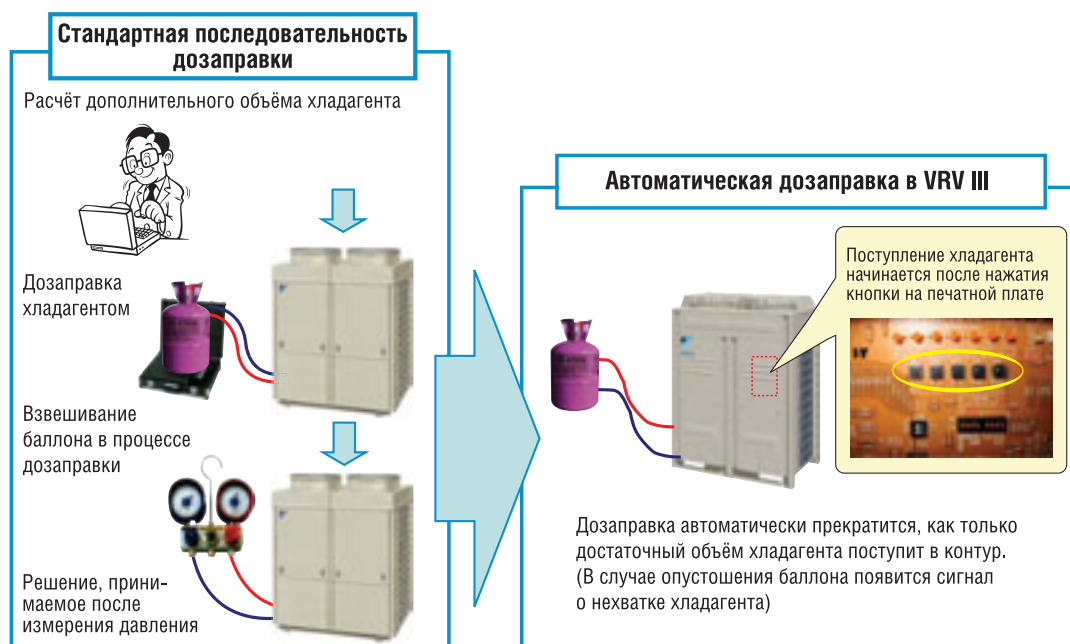 Стандартная последовательность
дозаправки
Расчёт дополнительного объёма хладагента
Дозаправка
хладагентом
Взвешивание
баллона в процессе
дозаправки
Решение, прини-
маемое после
измерения давления
Автоматическая дозаправка в VRV III
Поступление хладагента
начинается после нажатия
кнопки на печатной плате
Дозаправка автоматически прекратится, как только
достаточный объём хладагента поступит в контур.
(В случае опустошения баллона появится сигнал
о нехватке хладагента)